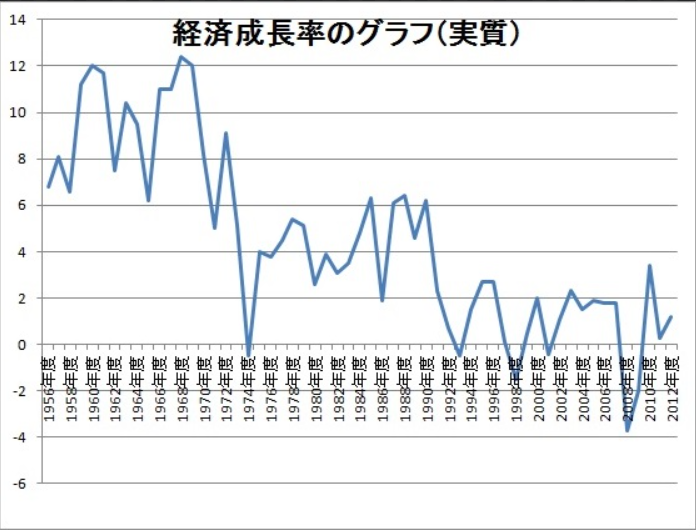 経済成長率のグラフ(実質)
14
12
10
8
6
4
2
0
-2
-4
-6
1956年度
1958年度
1960年度
1962年度
1964年度
1966年度
1968年度
1970年度
1972年度
1974年度
1976年度
1978年度
1980年度
1982年度
1984年度
1986年度
1988年度
1990年度
1992年度
1994年度
1996年度
1998年度
2000年度
2002年度
2004年度
2006年度
2008年度
2010年度
2012年度